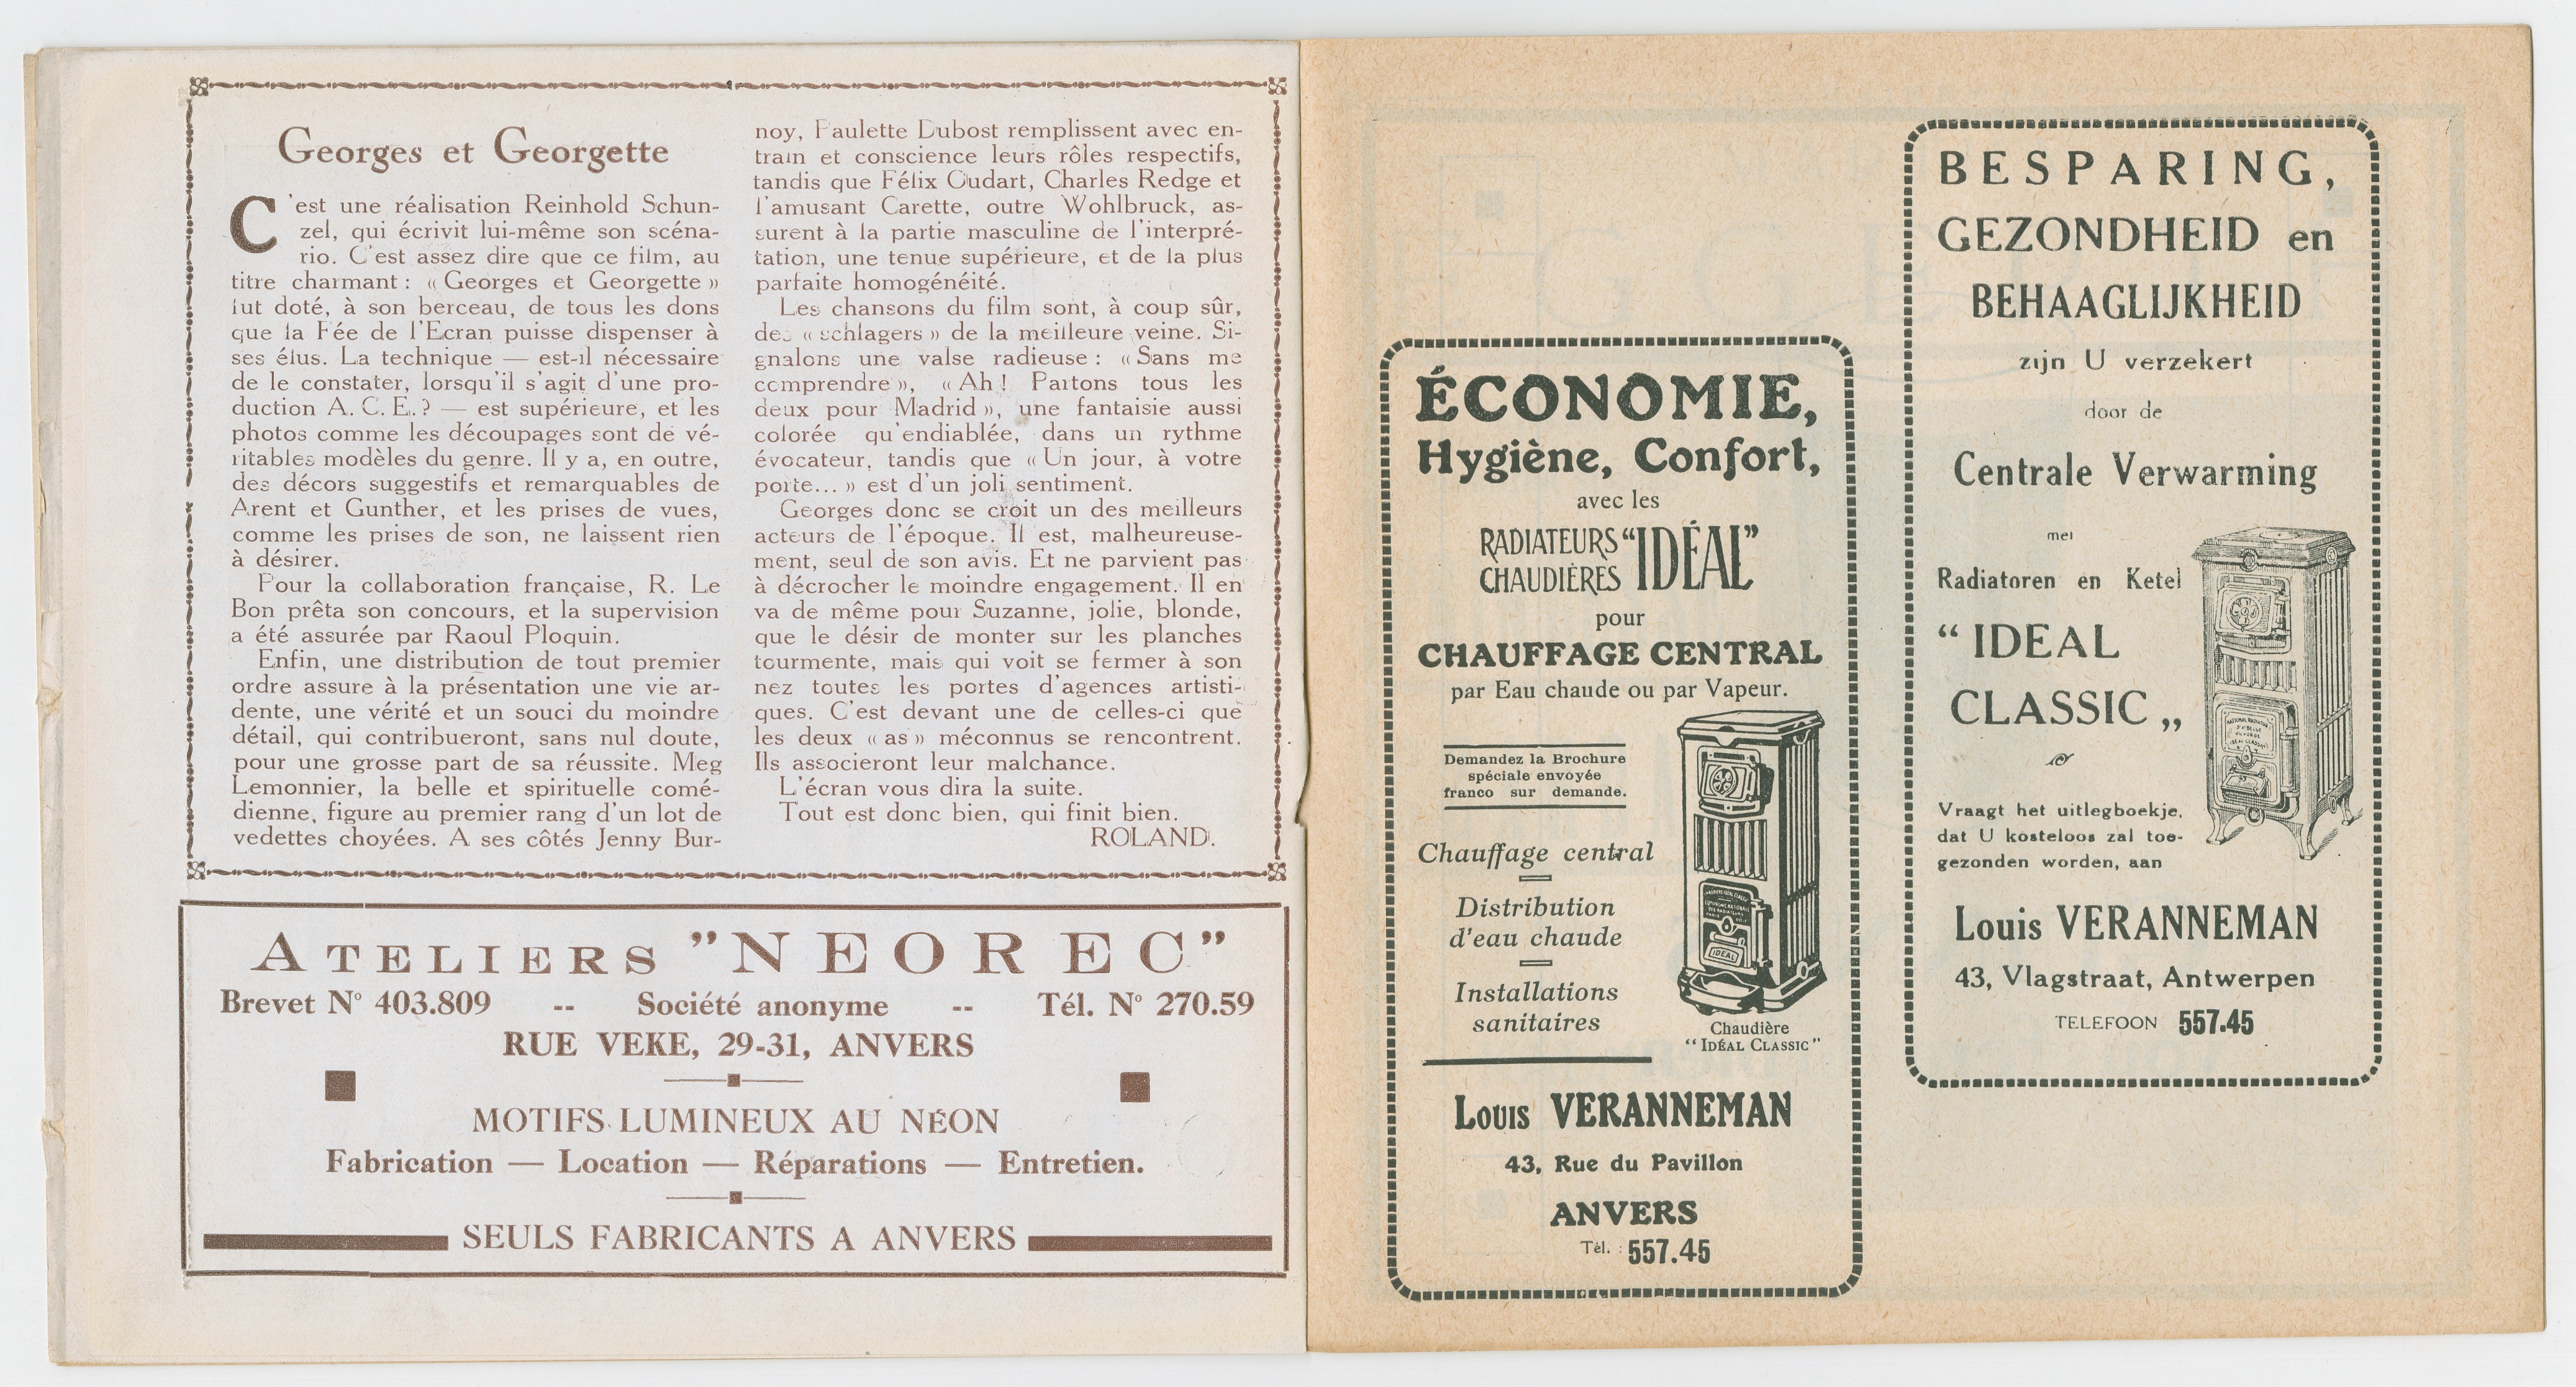 Georges et Georgette
C'est une réalisation Reinhold Schun-
zel, qui écrivit lui-même son scéna-
rio. C'est assez dire que ce film, au
titre charmant : « Georges et Georgette »
fut doté, à son berceau, de tous les dons
que la Fée de l'Ecran puisse dispenser à
ses élus. La technique — est-il nécessaire
de le constater, lorsqu'il s'agit d'une pro-
duction A. C. E. ? — est supérieure, et les
photos comme les découpages sont de vé-
ritables modèles du genre. Il y a, en outre,
des décors suggestifs et remarquables de
Arent et Gunther, et les prises de vues,
comme les prises de son, ne laissent rien
à désirer.
Pour la collaboration française, R. Le
Bon prêta son concours, et la supervision
a été assurée par Raoul Ploquin.
Enfin, une distribution de tout premier
ordre assure à la présentation une vie ar-
dente, une vérité et un souci du moindre
détail, qui contribueront, sans nul doute,
pour une grosse part de sa réussite. Meg
Lemonnier, la belle et spirituelle comé-
dienne, figure au premier rang d'un lot de
vedettes choyées. A ses côtés Jenny Bur-
noy, Paulette Dubost remplissent avec en-
train et conscience leurs rôles respectifs,
tandis que Félix Oudart, Charles Redge et
l'amusant Carette, outre Wohlbruck, as-
surent à la partie masculine de l'interpré-
tation, une tenue supérieure, et de la plus
parfaite homogénéité.
Les chansons du film sont, à coup sûr,
des « schlagers » de la meilleure veine. Si-
gnalons une valse radieuse : « Sans me
comprendre », « Ah ! Partons tous les
deux pour Madrid », une fantaisie aussi
colorée qu'endiablée, dans un rythme
évocateur, tandis que « Un jour, à votre
porte... » est d'un joli sentiment.
Georges donc se croit un des meilleurs
acteurs de l'époque. Il est, malheureuse-
ment, seul de son avis. Et ne parvient pas
à décrocher le moindre engagement. Il en
va de même pour Suzanne, jolie, blonde,
que le désir de monter sur les planches
tourmente, mais qui voit se fermer à son
nez toutes les portes d'agences artisti-
ques. C'est devant une de celles-ci que
les deux « as » méconnus se rencontrent.
Ils associeront leur malchance.
L'écran vous dira la suite.
Tout est donc bien, qui finit bien.
ROLAND.
ATELIERS "NEOREC"
Brevet N° 403.809 -- Société anonyme -- Tél. N° 270.59
RUE VEKE, 29-31, ANVERS
MOTIFS LUMINEUX AU NÉON
Fabrication — Location — Réparations — Entretien.
SEULS FABRICANTS A ANVERS
ÉCONOMIE,
Hygiène, Confort,
avec les
RADIATEURS
CHAUDIÈRES
"IDÉAL"
pour
CHAUFFAGE CENTRAL
par Eau chaude ou par Vapeur.
Demandez la Brochure
spéciale envoyée
franco sur demande.
Chauffage central
Distribution
d'eau chaude
Installations
sanitaires
IDEAL
Chaudière
"IDÉAL CLASSIC"
Louis VERANNEMAN
43, Rue du Pavillon
ANVERS
Tél. : 557.45
BESPARING,
GEZONDHEID en
BEHAAGLIJKHEID
zijn U verzekert
door de
Centrale Verwarming
met
Radiatoren en Ketel
"IDEAL
CLASSIC„
Vraagt het uitlegboekje,
dat U kosteloos zal toe-
gezonden worden, aan
Louis VERANNEMAN
43, Vlagstraat, Antwerpen
TELEFOON 557.45